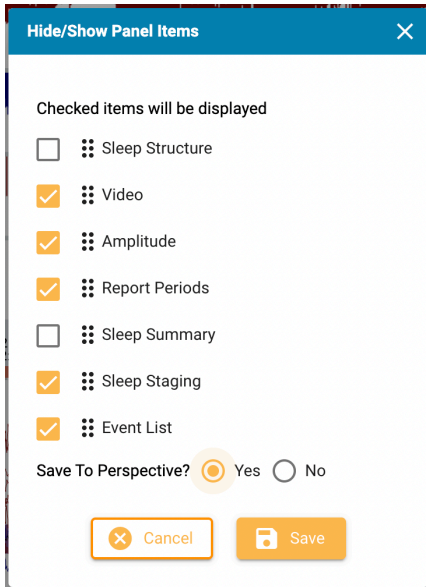 Hide/Show Panel Items
Checked items will be displayed
Sleep Structure
Video
Amplitude
Report Periods
Sleep Summary
Sleep Staging
Event List
Save To Perspective? Yes No
Cancel Save